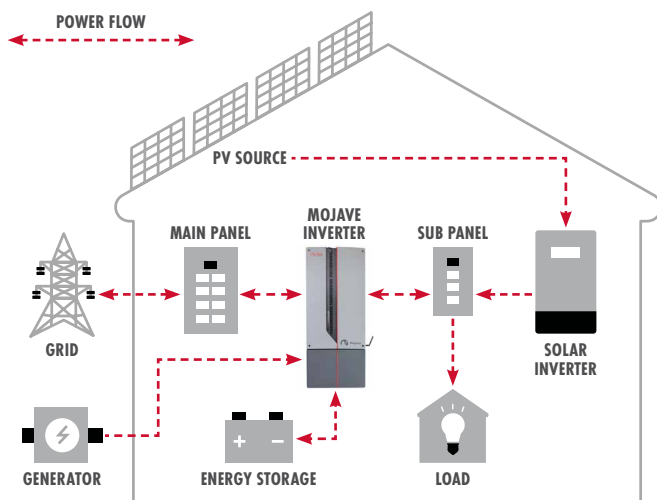 POWER FLOW
PV SOURCE
MAIN PANEL
MOJAVE
INVERTER
SUB PANEL
GRID
SOLAR
INVERTER
GENERATOR
+ −
ENERGY STORAGE
LOAD